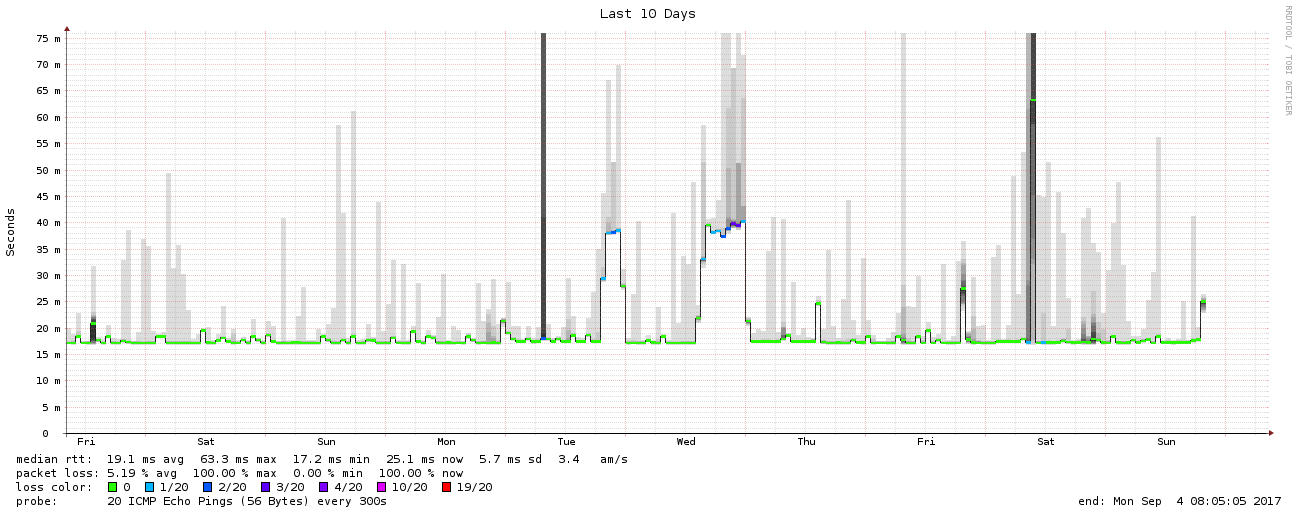 Last 10 Days
RRDTOOL / TOBI OETIKER
75 m
70 m
65 m
60 m
55 m
50 m
45 m
40 m
35 m
30 m
25 m
20 m
15 m
10 m
5 m
0
Seconds
Fri Sat Sun Mon Tue Wed Thu Fri Sat Sun
median rtt: 19.1 ms avg 63.3 ms max 17.2 ms min 25.1 ms now 5.7 ms sd 3.4 am/s
packet loss: 5.19 % avg 100.00 % max 0.00 % min 100.00 % now
loss color: 0 1/20 2/20 3/20 4/20 10/20 19/20
probe: 20 ICMP Echo Pings (56 Bytes) every 300s end: Mon Sep 4 08:05:05 2017